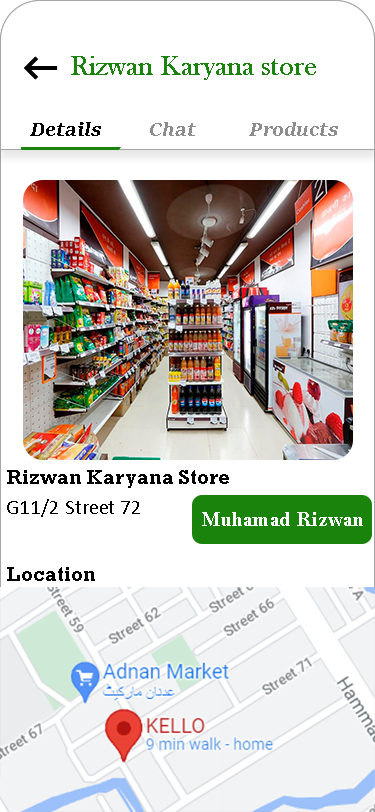 Rizwan Karyana store
Details Chat Products
Rizwan Karyana Store
G11/2 Street 72
Muhamad Rizwan
Location
Street 59
Street 62
Street 66
Adnan Market
عدنان مارکیٹ
Street 71
KELLO
9 min walk - home
Street 67
Hammad